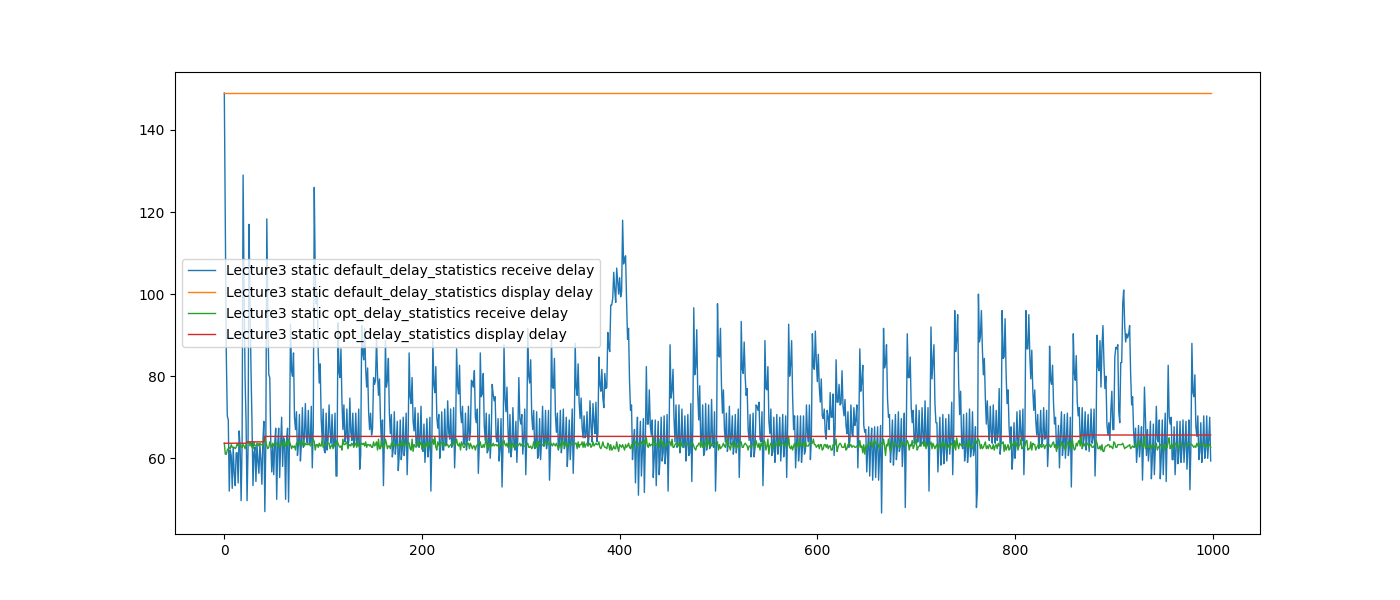 140
120
100
80
60
Lecture3 static default_delay_statistics receive delay
Lecture3 static default_delay_statistics display delay
Lecture3 static opt_delay_statistics receive delay
Lecture3 static opt_delay_statistics display delay
0 200 400 600 800 1000